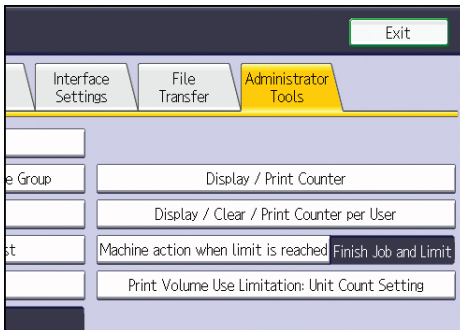 Exit
Interface
Settings
File
Transfer
Administrator
Tools
e Group
Display / Print Counter
Display / Clear / Print Counter per User
st
Machine action when limit is reached
Finish Job and Limit
Print Volume Use Limitation: Unit Count Setting